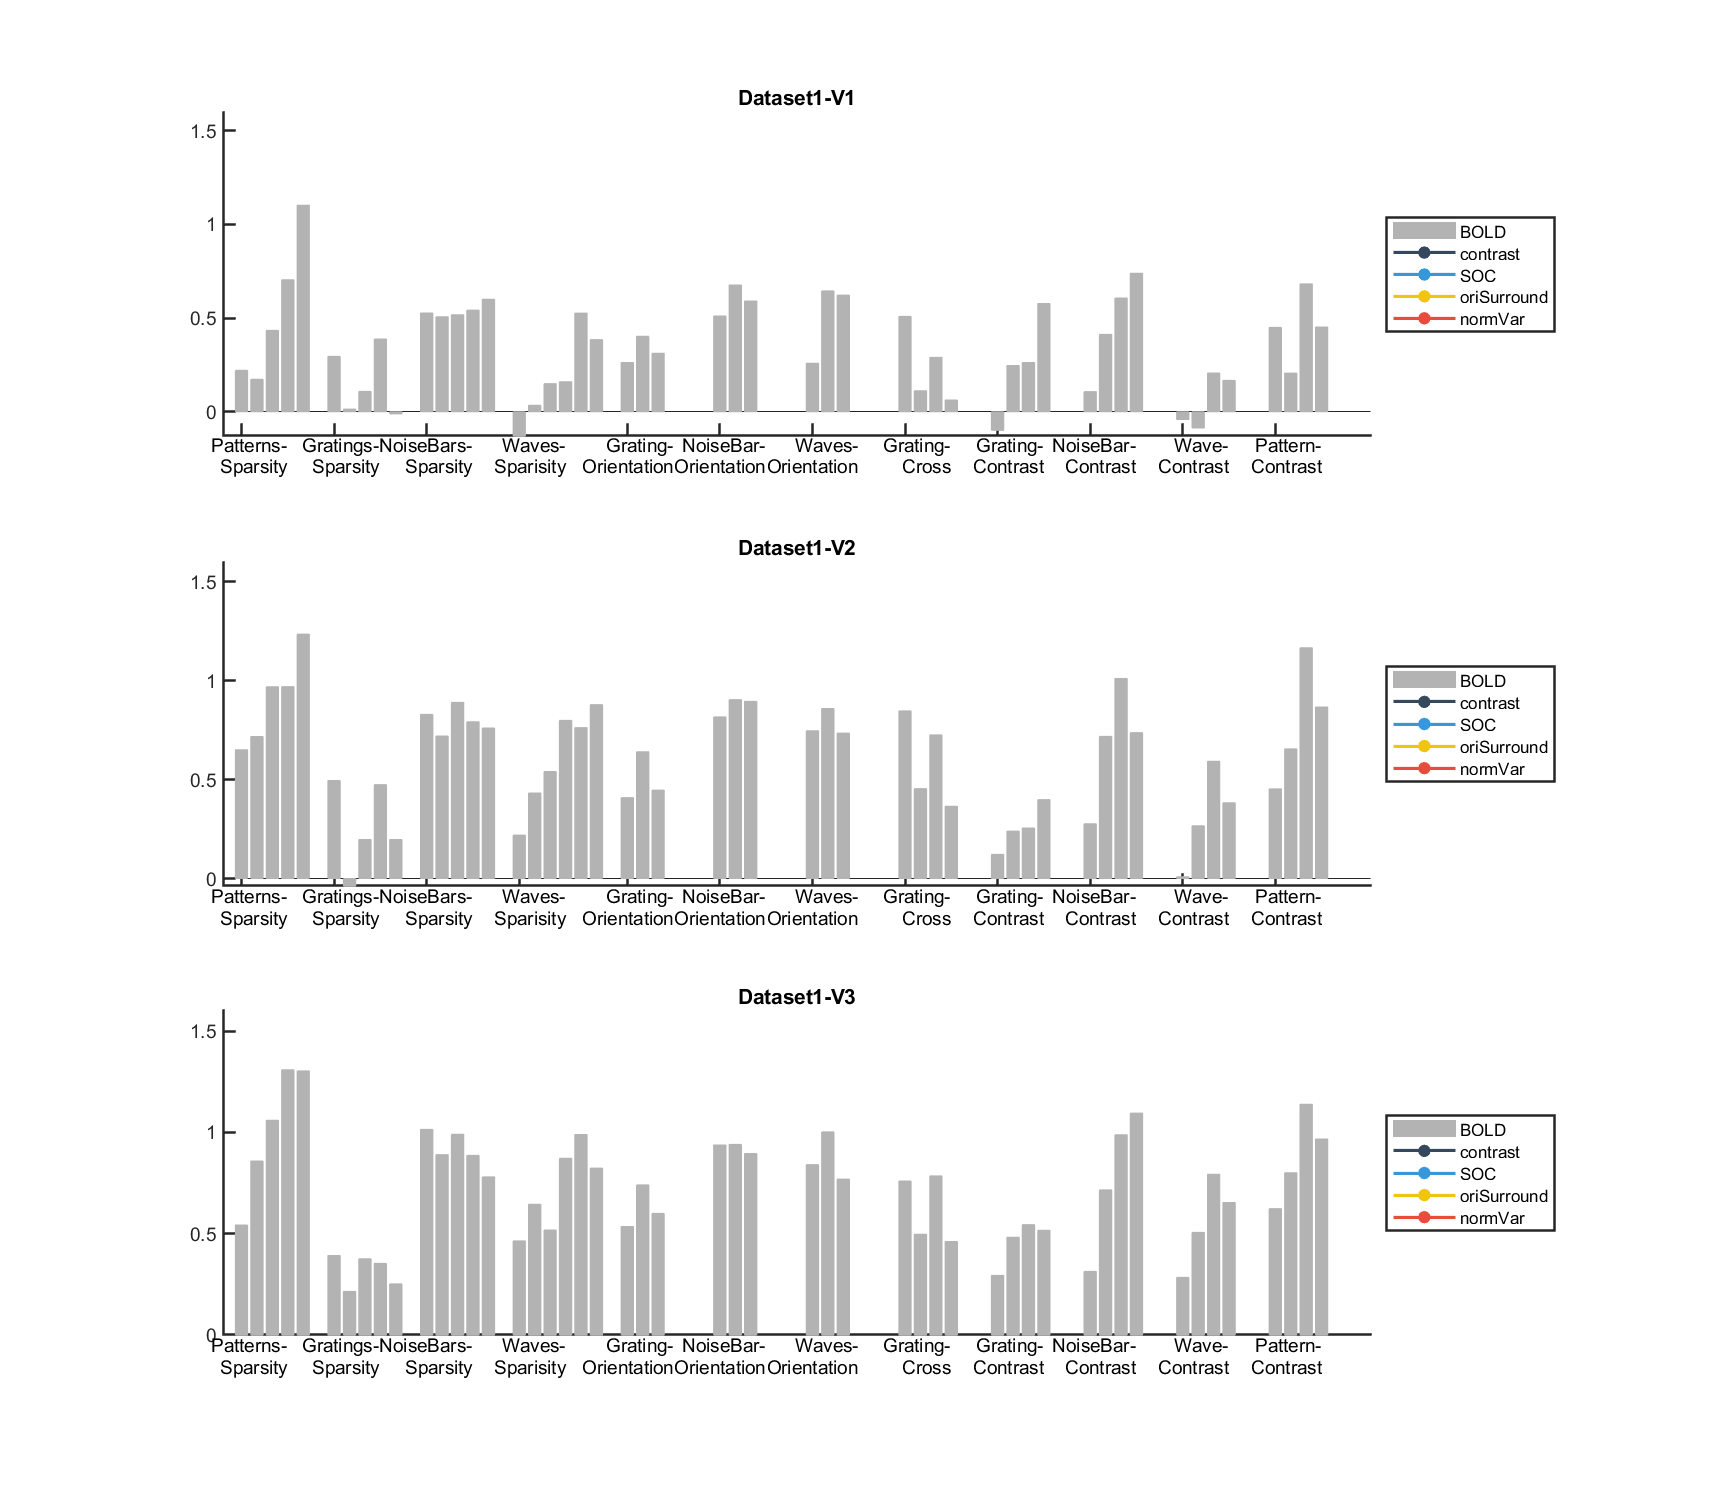 Dataset1-V1
1.5
1
0.5
0
Patterns- Gratings- NoiseBars- Waves- Grating- NoiseBar- Waves- Grating- Grating- NoiseBar- Wave- Pattern-
Sparsity Sparsity Sparsity Sparisity Orientation Orientation Orientation Cross Contrast Contrast Contrast Contrast
BOLD
contrast
SOC
oriSurround
normVar
Dataset1-V2
1.5
1
0.5
0
Patterns- Gratings- NoiseBars- Waves- Grating- NoiseBar- Waves- Grating- Grating- NoiseBar- Wave- Pattern-
Sparsity Sparsity Sparsity Sparisity Orientation Orientation Orientation Cross Contrast Contrast Contrast Contrast
BOLD
contrast
SOC
oriSurround
normVar
Dataset1-V3
1.5
1
0.5
0
Patterns- Gratings- NoiseBars- Waves- Grating- NoiseBar- Waves- Grating- Grating- NoiseBar- Wave- Pattern-
Sparsity Sparsity Sparsity Sparisity Orientation Orientation Orientation Cross Contrast Contrast Contrast Contrast
BOLD
contrast
SOC
oriSurround
normVar